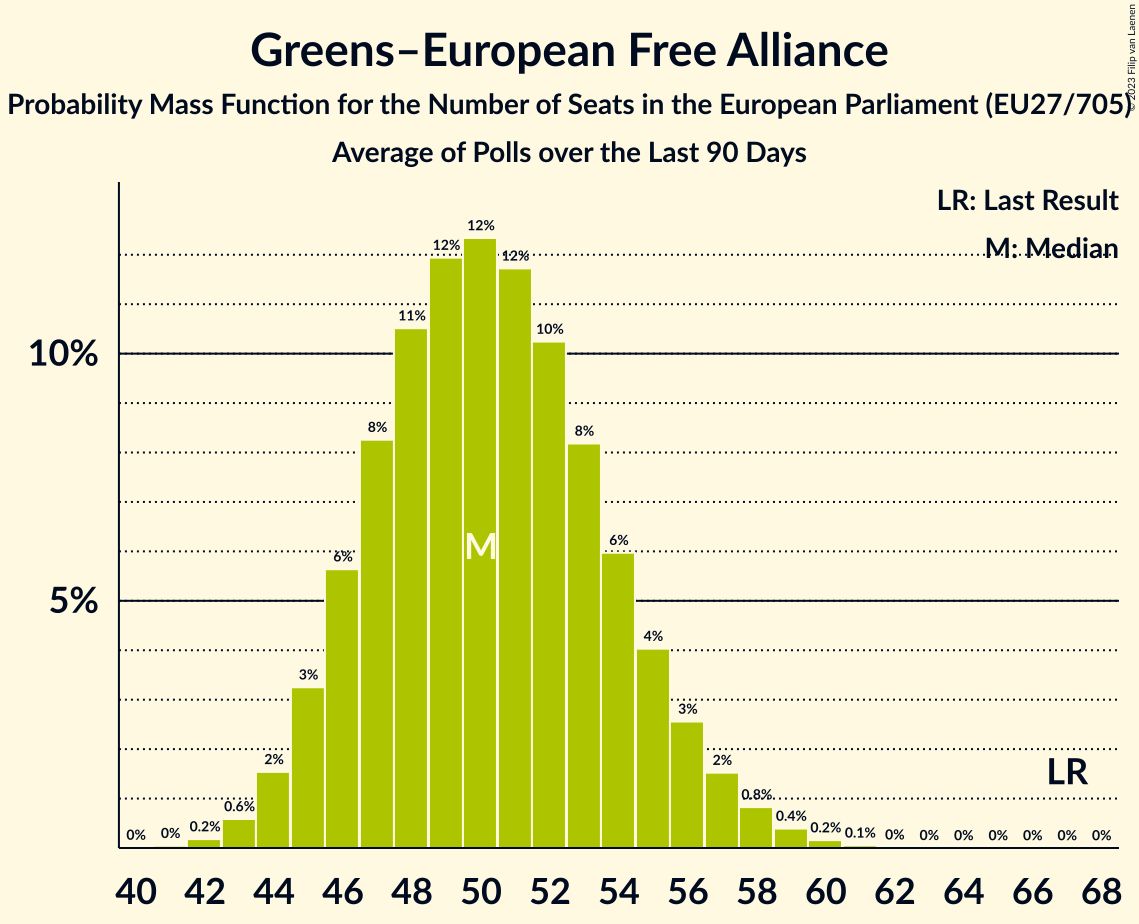 Greens–European Free Alliance
Probability Mass Function for the Number of Seats in the European Parliament (EU27/705)
Average of Polls over the Last 90 Days
© 2023 Filip van Laenen
LR: Last Result
M: Median
10%
5%
0% 0% 0.2% 0.6% 2% 3% 6% 8% 11% 12% 12% 12% 10% 8% 6% 4% 3% 2% 0.8% 0.4% 0.2% 0.1% 0% 0% 0% 0% 0% 0% 0%
M
LR
40 42 44 46 48 50 52 54 56 58 60 62 64 66 68